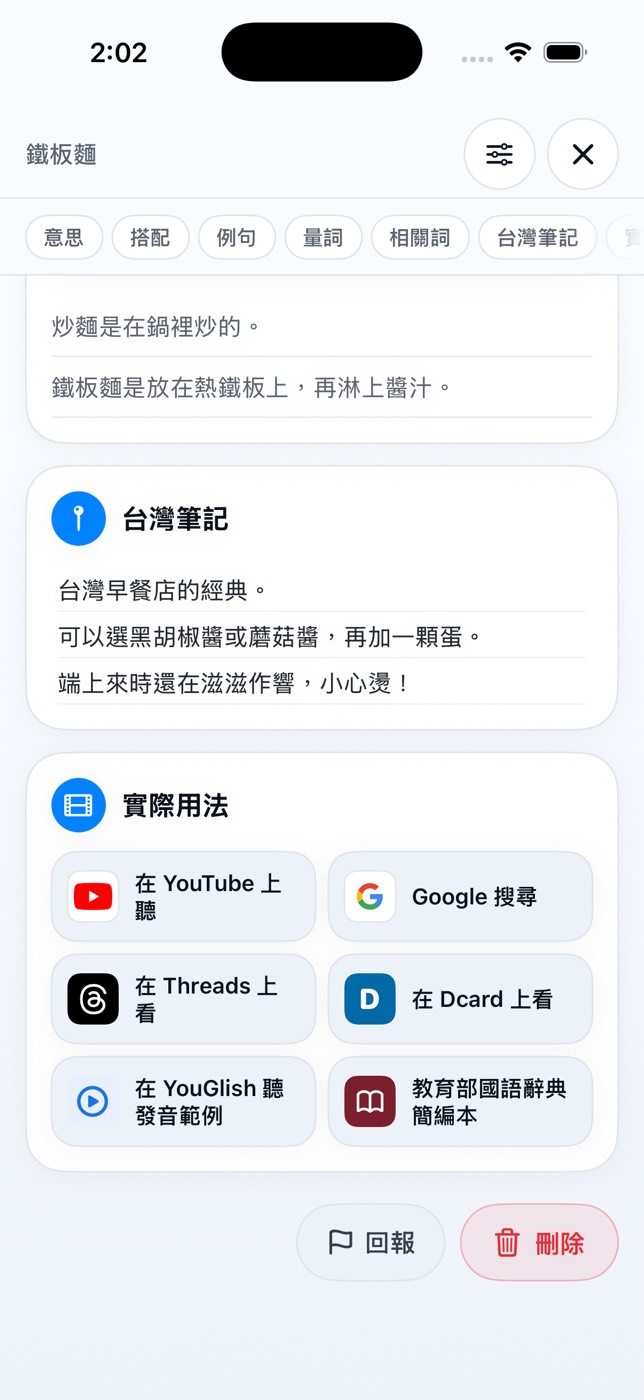 2:02
鐵板麵
意思
搭配
例句
量詞
相關詞
台灣筆記
炒麵是在鍋裡炒的。
鐵板麵是放在熱鐵板上，再淋上醬汁。
台灣筆記
台灣早餐店的經典。
可以選黑胡椒醬或蘑菇醬，再加一顆蛋。
端上來時還在滋滋作響，小心燙！
實際用法
在 YouTube 上
聽
Google 搜尋
在 Threads 上
看
D
在 Dcard 上看
在 YouGlish 聽
發音範例
教育部國語辭典
簡編本
回報
刪除